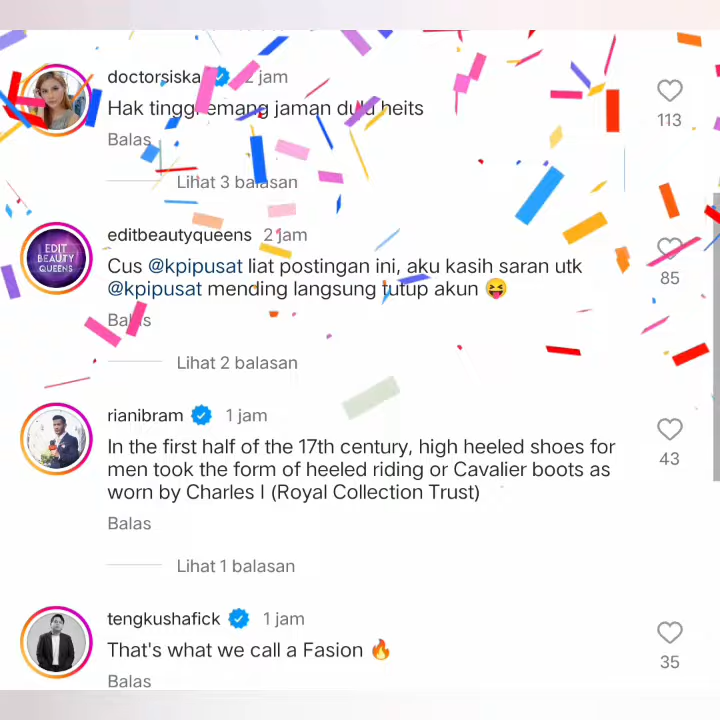 doctorsiska 2 jam
Hak tinggi emang jaman dulu heits
Balas
113
Lihat 3 balasan
EDIT
BEAUTY
QUEENS
editbeautyqueens 2 jam
Cus @kpipusat liat postingan ini, aku kasih saran utk
@kpipusat mending langsung tutup akun 😝
85
Balas
Lihat 2 balasan
rianibram 1 jam
In the first half of the 17th century, high heeled shoes for
men took the form of heeled riding or Cavalier boots as
worn by Charles I (Royal Collection Trust)
43
Balas
Lihat 1 balasan
tengkushafick 1 jam
That's what we call a Fasion 🔥
35
Balas